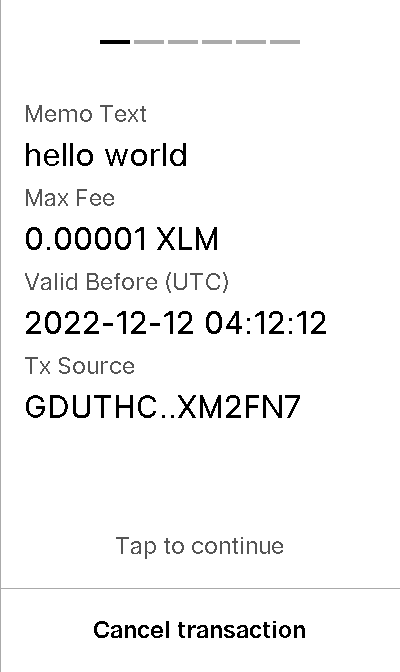 Memo Text
hello world
Max Fee
0.00001 XLM
Valid Before (UTC)
2022-12-12 04:12:12
Tx Source
GDUTHC..XM2FN7
Tap to continue
Cancel transaction